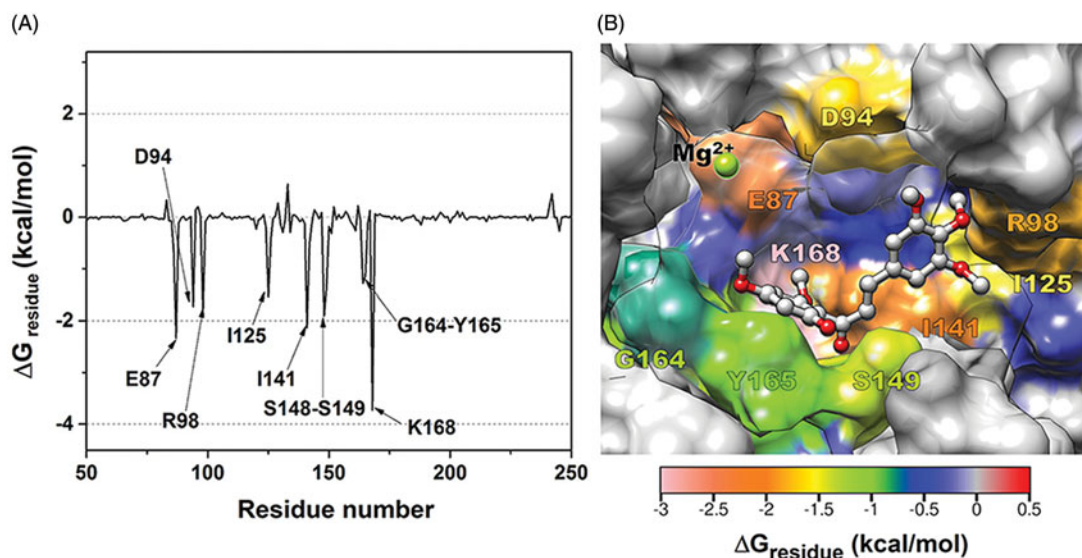 (A)
ΔGresidue (kcal/mol)
2
0
-2
-4
D94
E87
R98
I125
I141
S148-S149
G164-Y165
K168
50 100 150 200 250
Residue number
(B)
D94
Mg2+
E87
R98
K168
I125
I141
G164
Y165
S149
-3 -2.5 -2 -1.5 -1 -0.5 0 0.5
ΔGresidue (kcal/mol)